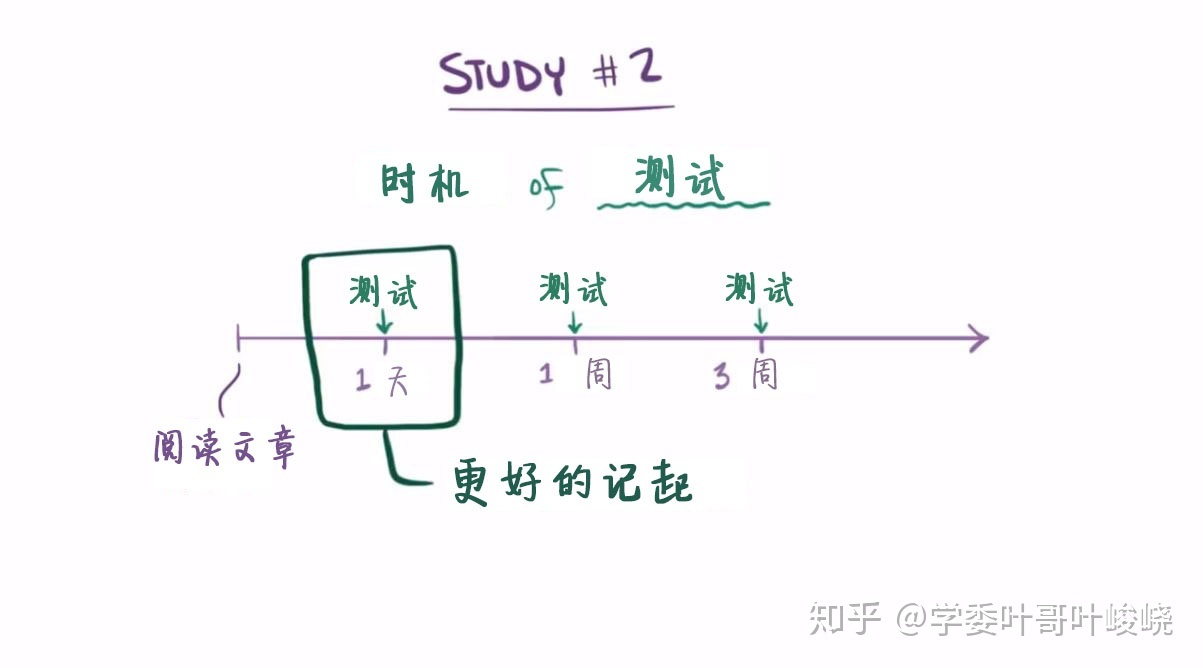 STUDY #2
时机 of 测试
测试 测试 测试
1天 1周 3周
阅读文章
更好的记起
知乎 @学委叶哥叶峻峣